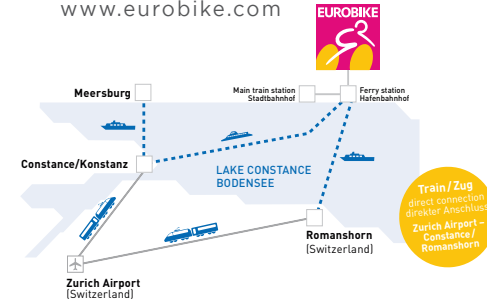 www.eurobike.com
EUROBIKE
Meersburg
Main train station
Stadtbahnhof
Ferry station
Hafenbahnhof
Constance/Konstanz
LAKE CONSTANCE
BODENSEE
Train/Zug
direct connection
direkter Anschluss
Zurich Airport –
Constance/
Romanshorn
Romanshorn
(Switzerland)
Zurich Airport
(Switzerland)